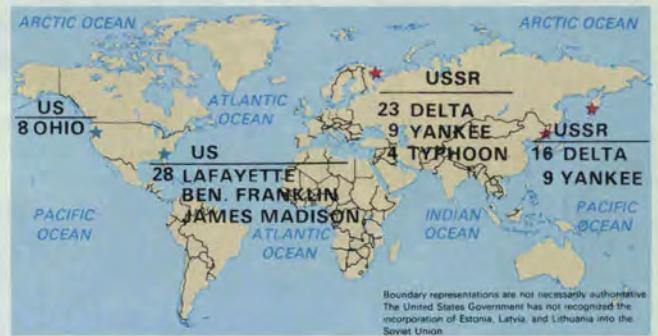 ARCTIC OCEAN
ARCTIC OCEAN
US
8 OHIO
ATLANTIC
OCEAN
USSR
23 DELTA
9 YANKEE
4 TYPHOON
US
28 LAFAYETTE
BEN. FRANKLIN
JAMES MADISON
USSR
16 DELTA
9 YANKEE
PACIFIC
OCEAN
ATLANTIC
OCEAN
INDIAN
OCEAN
PACIFIC
OCEAN
Boundary representations are not necessarily authoritative
The United States Government has not recognized the
incorporation of Estonia, Latvia, and Lithuania into the
Soviet Union